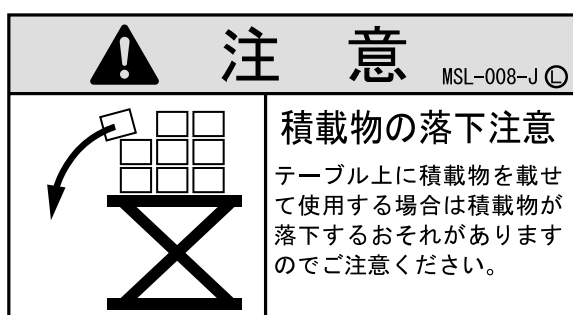 注 意 MSL-008-J Ⓛ
積載物の落下注意
テーブル上に積載物を載せ
て使用する場合は積載物が
落下するおそれがあります
のでご注意ください。